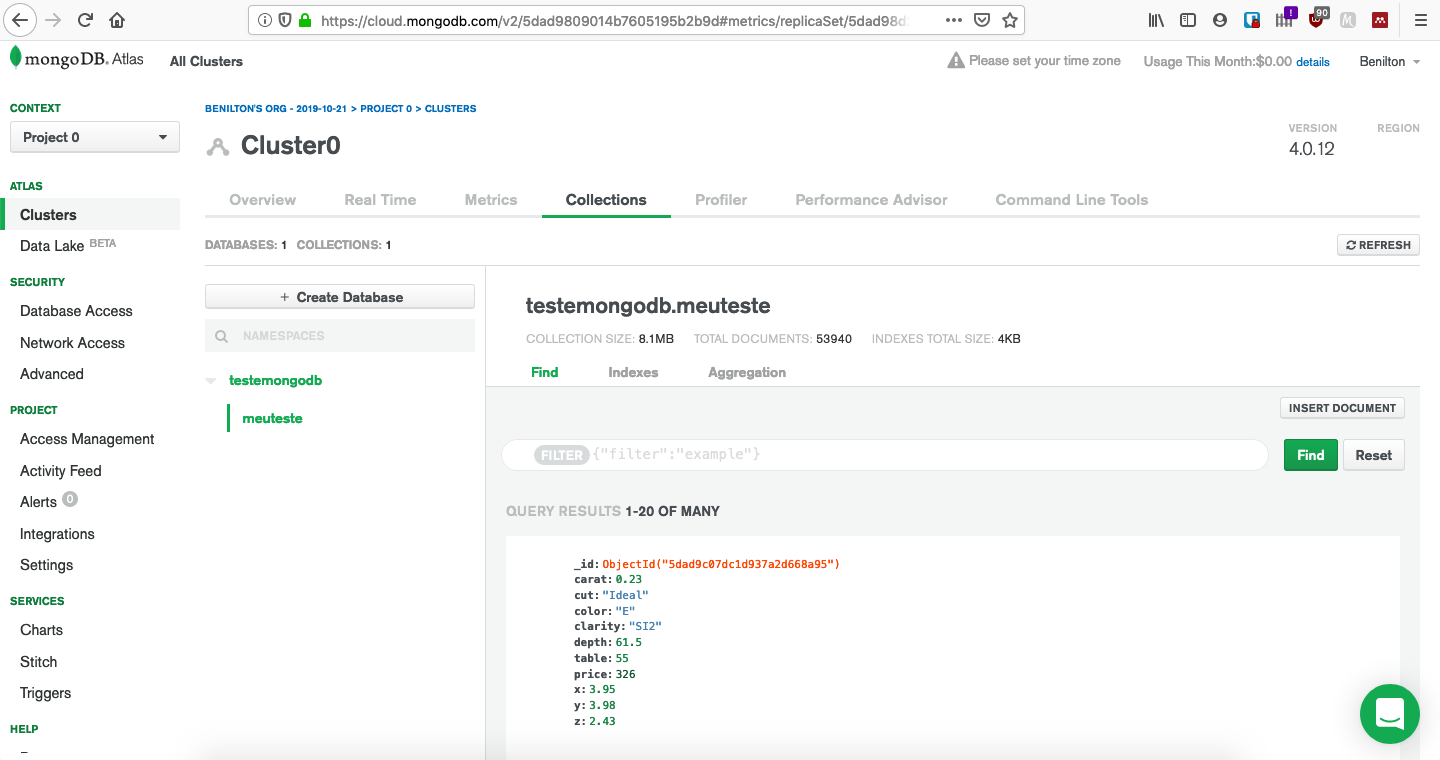 https://cloud.mongodb.com/v2/5dad9809014b7605195b2b9d#metrics/replicaSet/5dad98d
! 90 M
mongoDB. Atlas All Clusters Please set your time zone Usage This Month:$0.00 details Benilton
CONTEXT
Project 0
ATLAS
Clusters
Data Lake BETA
SECURITY
Database Access
Network Access
Advanced
PROJECT
Access Management
Activity Feed
Alerts 0
Integrations
Settings
SERVICES
Charts
Stitch
Triggers
HELP
BENILTON'S ORG - 2019-10-21 > PROJECT 0 > CLUSTERS
Cluster0
VERSION REGION
4.0.12
Overview Real Time Metrics Collections Profiler Performance Advisor Command Line Tools
DATABASES: 1 COLLECTIONS: 1 REFRESH
+ Create Database
NAMESPACES
testemongodb
meuteste
testemongodb.meuteste
COLLECTION SIZE: 8.1MB TOTAL DOCUMENTS: 53940 INDEXES TOTAL SIZE: 4KB
Find Indexes Aggregation
INSERT DOCUMENT
FILTER {"filter":"example"} Find Reset
QUERY RESULTS 1-20 OF MANY
_id: ObjectId("5dad9c07dc1d937a2d668a95")
carat: 0.23
cut: "Ideal"
color: "E"
clarity: "SI2"
depth: 61.5
table: 55
price: 326
x: 3.95
y: 3.98
z: 2.43